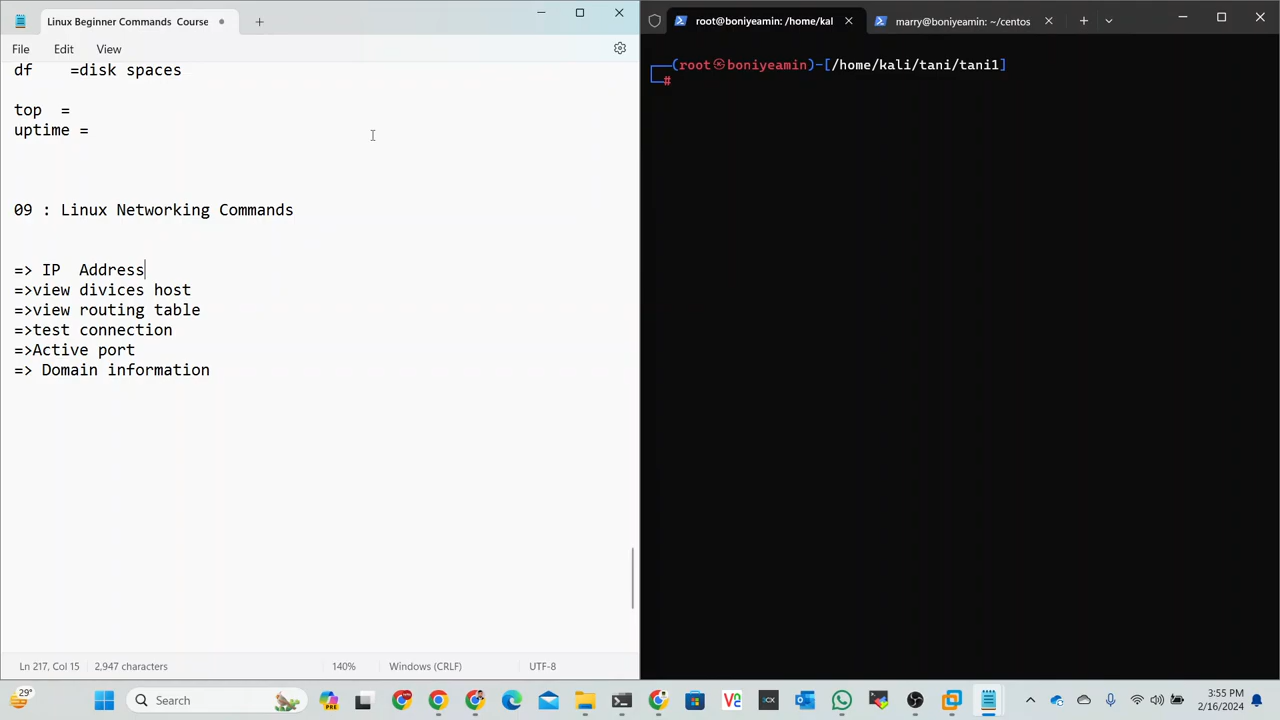 Linux Beginner Commands Course
File Edit View
df =disk spaces
top =
uptime =
09 : Linux Networking Commands
=> IP Address
=>view divices host
=>view routing table
=>test connection
=>Active port
=> Domain information
Ln 217, Col 15 2,947 characters 140% Windows (CRLF) UTF-8
root@boniyeamin: /home/kal
marry@boniyeamin: ~/centos
(root㉿boniyeamin)-[/home/kali/tani/tani1]
#
29°
Search
PRE
3:55 PM
2/16/2024